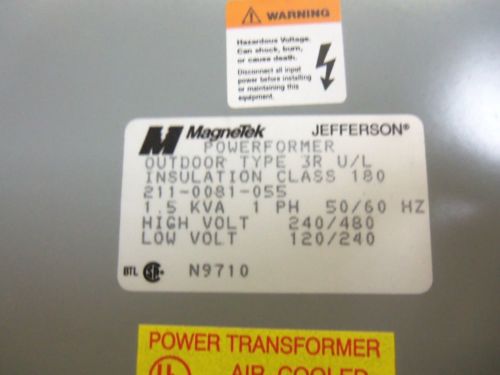 WARNING
Hazardous Voltage.
Can shock, burn,
or cause death.
Disconnect all input
power before installing
or maintaining this
equipment.
M MagneTek JEFFERSON®
POWERFORMER
OUTDOOR TYPE 3R U/L
INSULATION CLASS 180
211-0081-055
1.5 KVA 1 PH 50/60 HZ
HIGH VOLT 240/480
LOW VOLT 120/240
BTL N9710
POWER TRANSFORMER
UL AIR COOLED